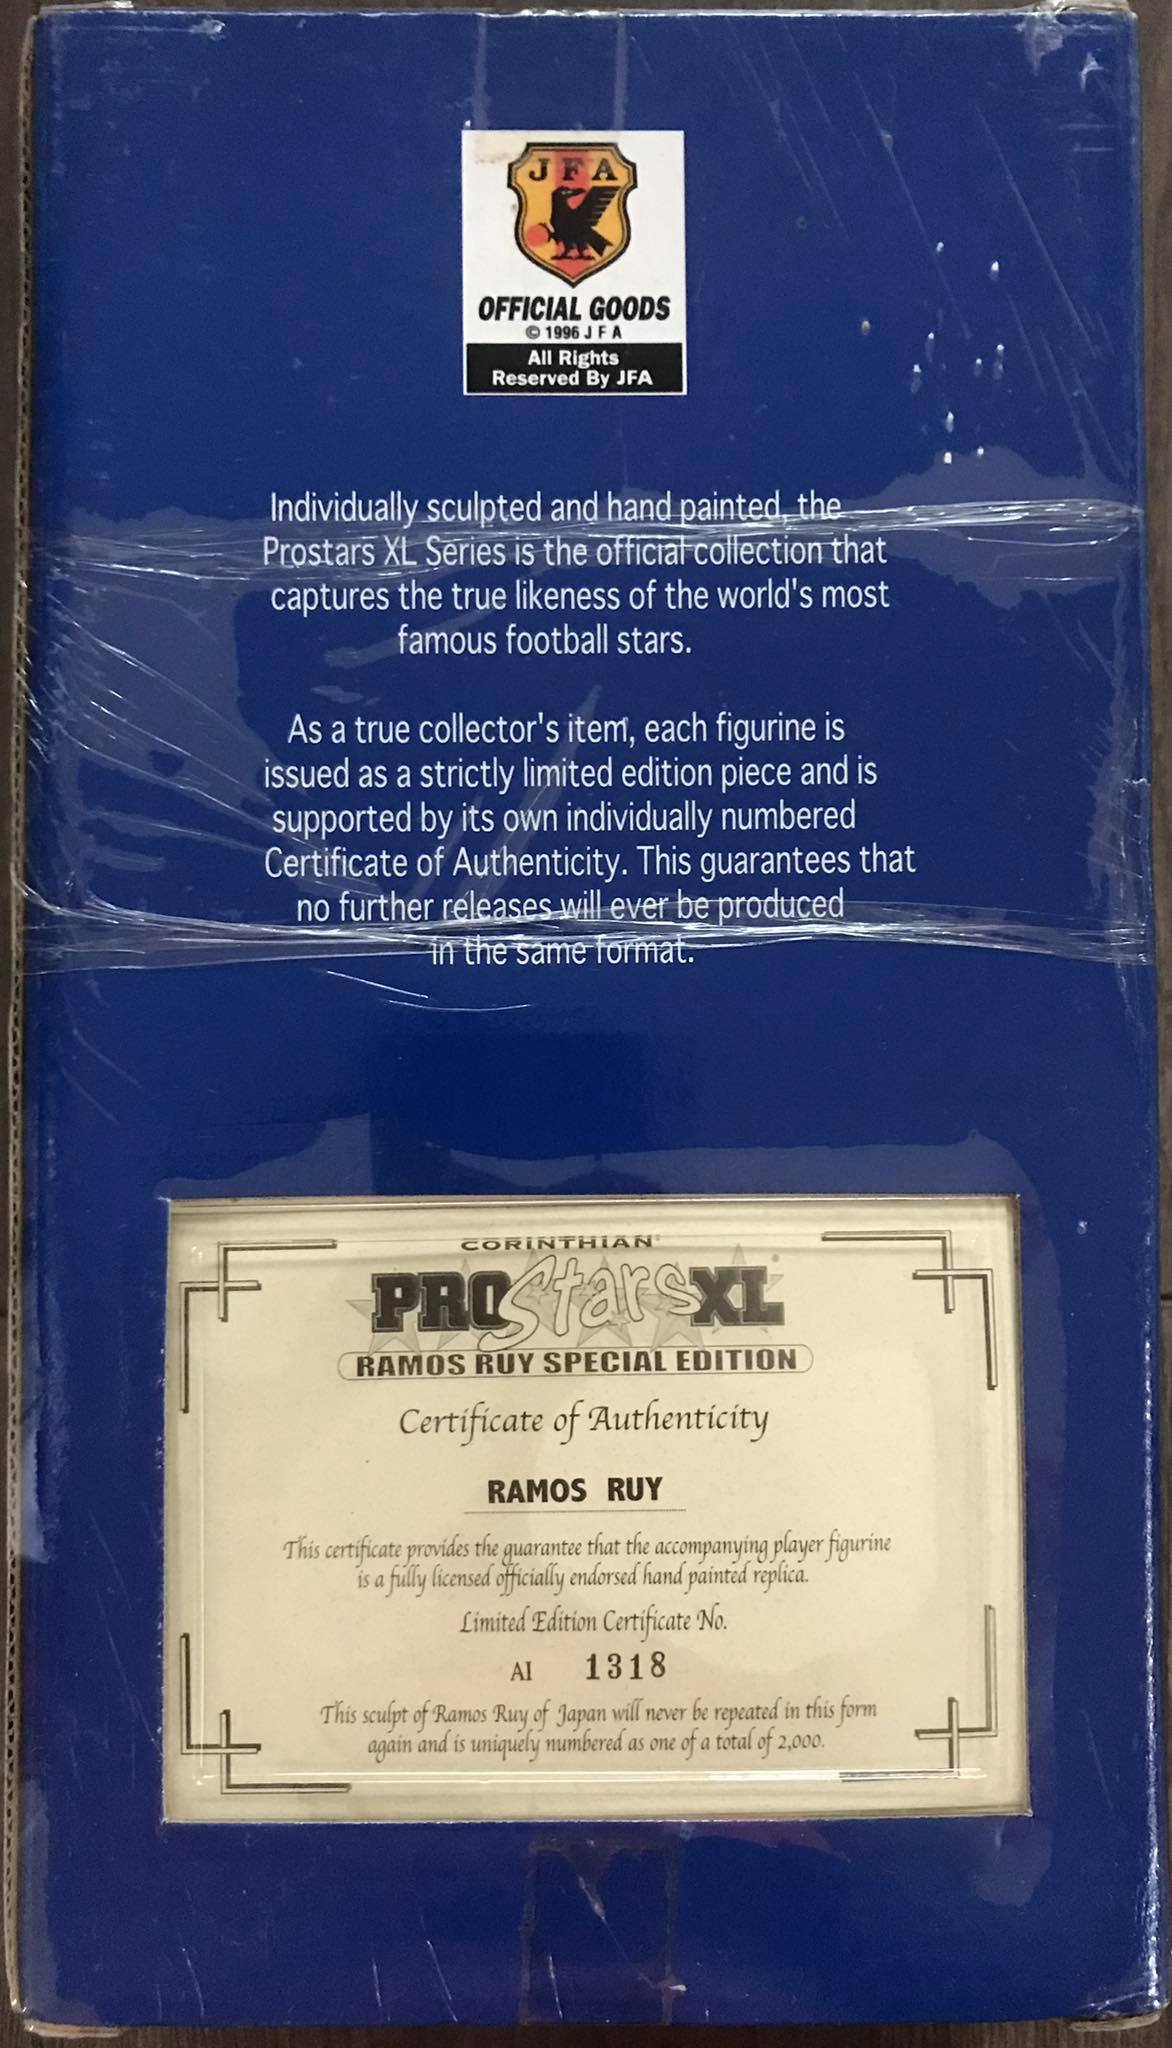 JFA
OFFICIAL GOODS
© 1996 J F A
All Rights
Reserved By JFA
Individually sculpted and hand painted, the
Prostars XL Series is the official collection that
captures the true likeness of the world's most
famous football stars.
As a true collector's item, each figurine is
issued as a strictly limited edition piece and is
supported by its own individually numbered
Certificate of Authenticity. This guarantees that
no further releases will ever be produced
in the same format.
CORINTHIAN
PROStarsXL
RAMOS RUY SPECIAL EDITION
Certificate of Authenticity
RAMOS RUY
This certificate provides the guarantee that the accompanying player figurine
is a fully licensed officially endorsed hand painted replica.
Limited Edition Certificate No.
AI 1318
This sculpt of Ramos Ruy of Japan will never be repeated in this form
again and is uniquely numbered as one of a total of 2,000.